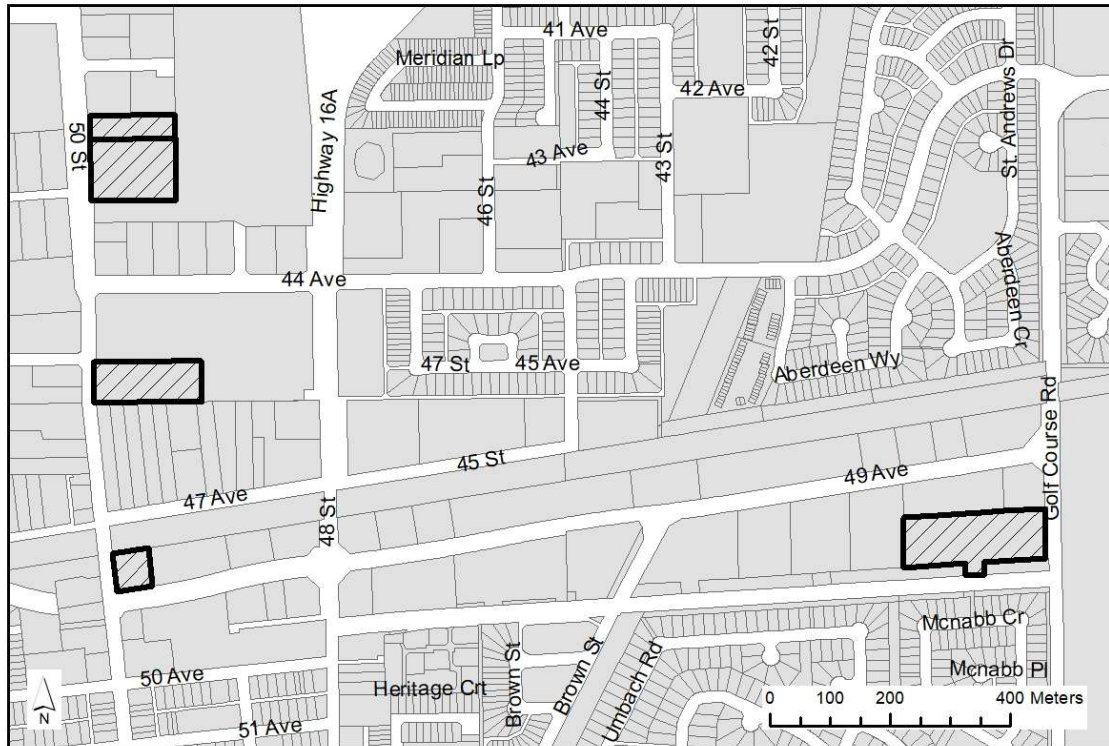 41 Ave
Meridian Lp
42 St
44 St
42 Ave
St. Andrews Dr
50 St
Highway 16A
43 Ave
43 St
46 St
44 Ave
Aberdeen Cr
47 St
45 Ave
Aberdeen Wy
Golf Course Rd
45 St
49 Ave
47 Ave
48 St
Mcnabb Cr
Mcnabb Pl
50 Ave
Heritage Crt
Brown St
Brown St
Umbach Rd
51 Ave
N
0 100 200 400 Meters